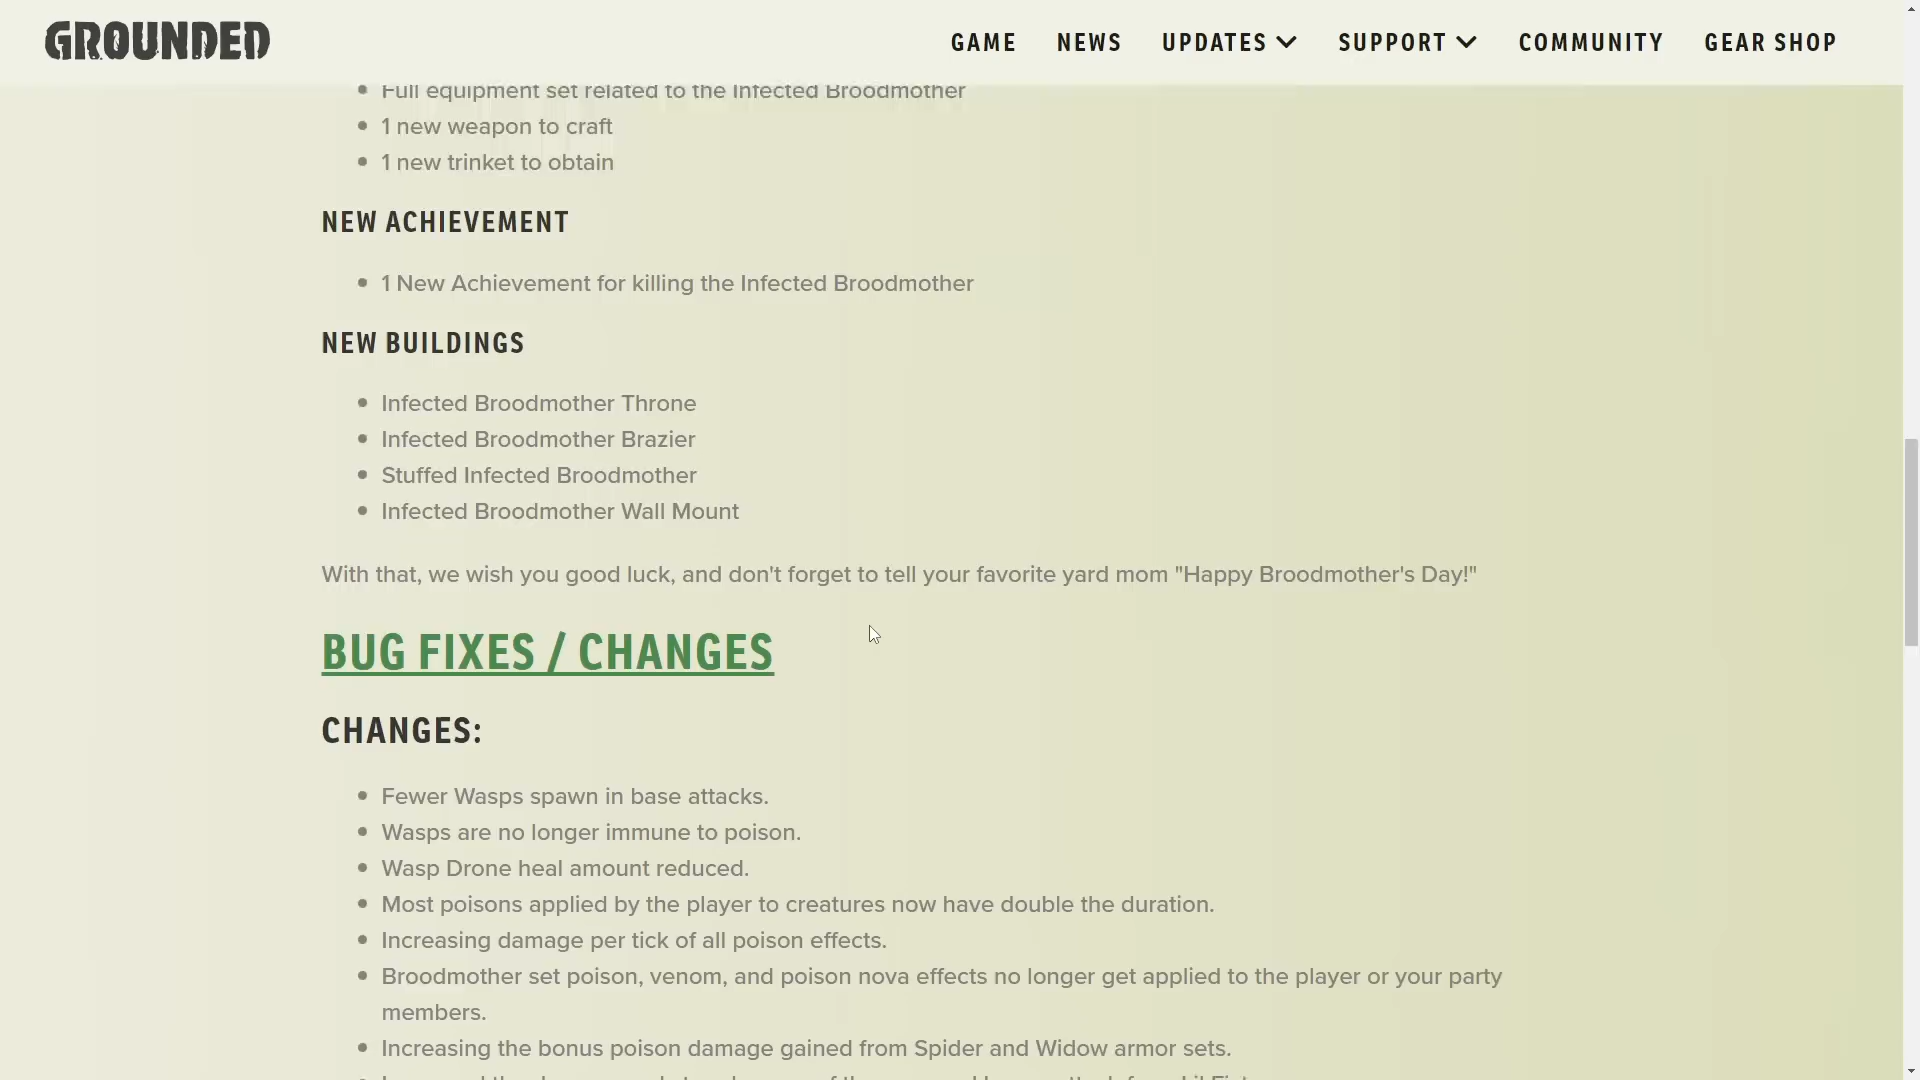 GROUNDED
GAME NEWS UPDATES SUPPORT COMMUNITY GEAR SHOP
Full equipment set related to the Infected Broodmother
1 new weapon to craft
1 new trinket to obtain
NEW ACHIEVEMENT
1 New Achievement for killing the Infected Broodmother
NEW BUILDINGS
Infected Broodmother Throne
Infected Broodmother Brazier
Stuffed Infected Broodmother
Infected Broodmother Wall Mount
With that, we wish you good luck, and don't forget to tell your favorite yard mom "Happy Broodmother's Day!"
BUG FIXES / CHANGES
CHANGES:
Fewer Wasps spawn in base attacks.
Wasps are no longer immune to poison.
Wasp Drone heal amount reduced.
Most poisons applied by the player to creatures now have double the duration.
Increasing damage per tick of all poison effects.
Broodmother set poison, venom, and poison nova effects no longer get applied to the player or your party
members.
Increasing the bonus poison damage gained from Spider and Widow armor sets.